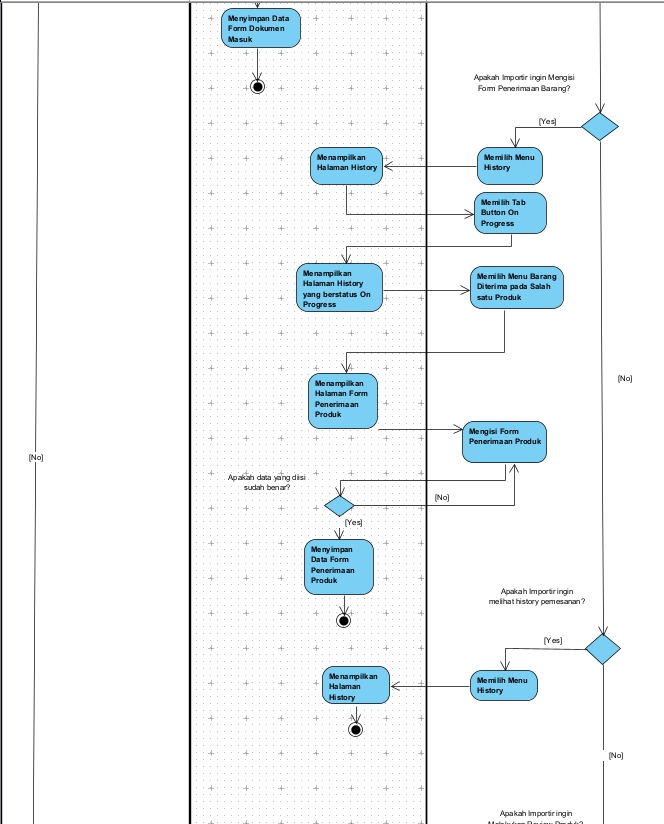 Menyimpan Data
Form Dokumen
Masuk
Apakah Importir ingin Mengisi
Form Penerimaan Barang?
[Yes]
Menampilkan
Halaman History
Memilih Menu
History
Memilih Tab
Button On
Progress
Menampilkan
Halaman History
yang berstatus On
Progress
Memilih Menu Barang
Diterima pada Salah
satu Produk
[No]
Menampilkan
Halaman Form
Penerimaan
Produk
Mengisi Form
Penerimaan Produk
[No]
Apakah data yang diisi
sudah benar?
[No]
[Yes]
Menyimpan
Data Form
Penerimaan
Produk
Apakah Importir ingin
melihat history pemesanan?
[Yes]
Menampilkan
Halaman
History
Memilih Menu
History
[No]
Apakah Importir ingin
Melakukan Review Produk?